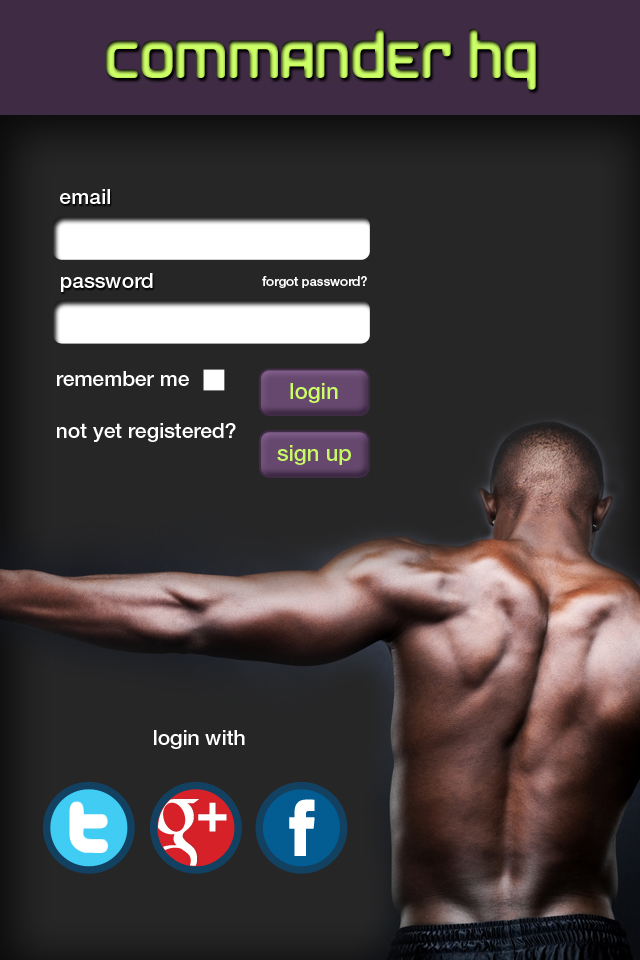 commander hq
email
password
forgot password?
remember me
login
not yet registered?
sign up
login with
t
g+
f